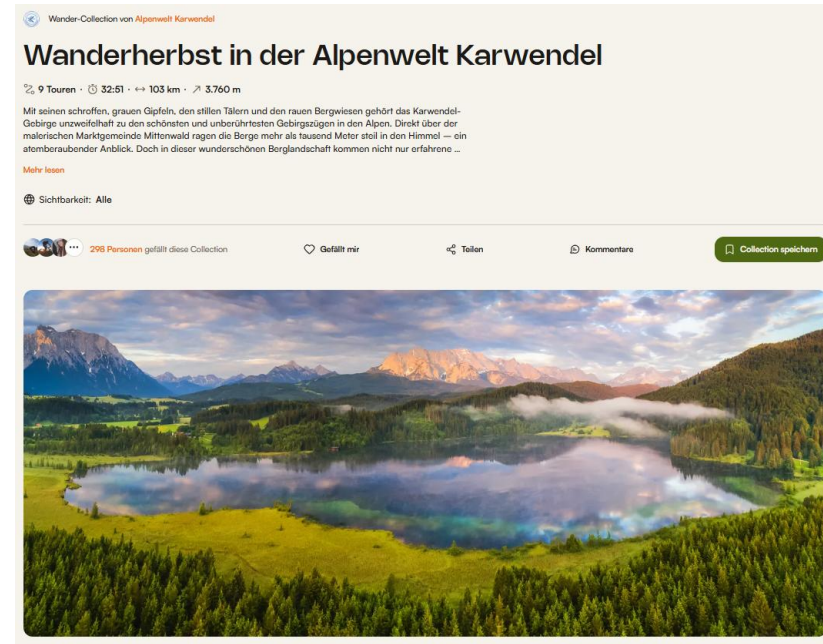 Wander-Collection von Alpenwelt Karwendel
Wanderherbst in der Alpenwelt Karwendel
9 Touren · 32:51 · ↔ 103 km · ↗ 3.760 m
Mit seinen schroffen, grauen Gipfeln, den stillen Tälern und den rauen Bergwiesen gehört das Karwendel-
Gebirge unzweifelhaft zu den schönsten und unberührtesten Gebirgszügen in den Alpen. Direkt über der
malerischen Marktgemeinde Mittenwald ragen die Berge mehr als tausend Meter steil in den Himmel — ein
atemberaubender Anblick. Doch in dieser wunderschönen Berglandschaft kommen nicht nur erfahrene ...
Mehr lesen
Sichtbarkeit: Alle
298 Personen gefällt diese Collection Gefällt mir Teilen Kommentare Collection speichern